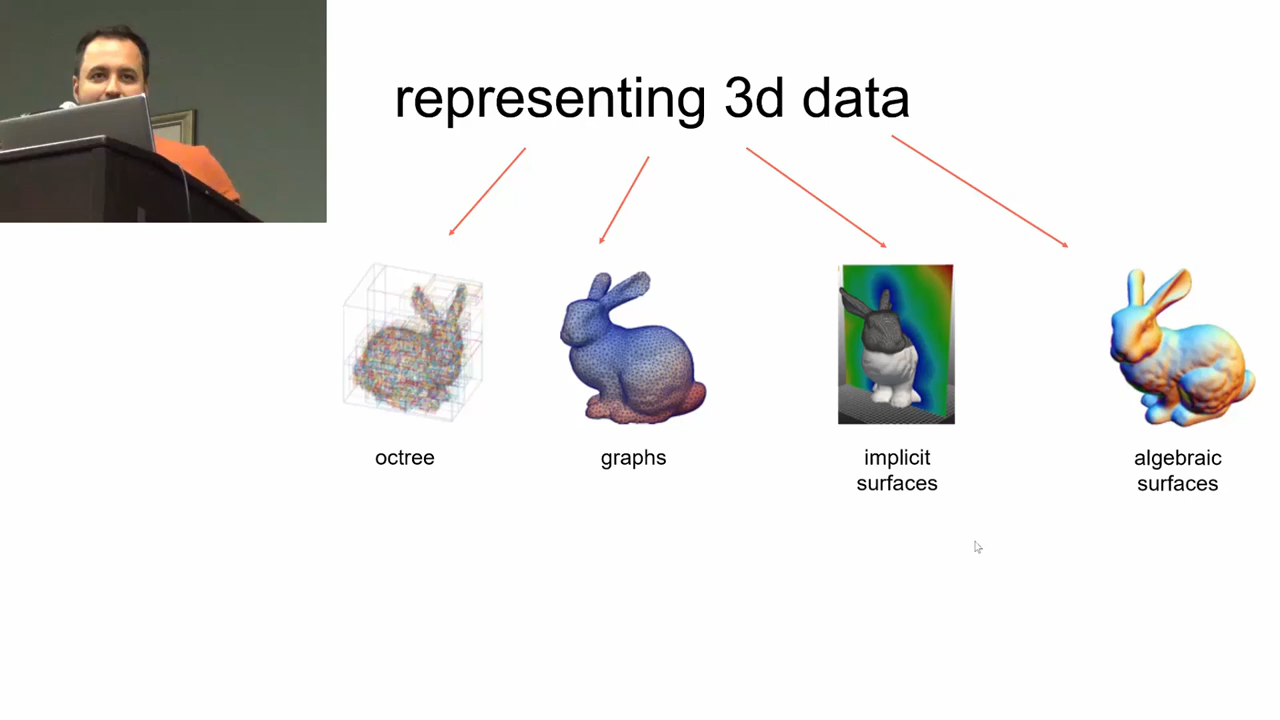 representing 3d data
octree
graphs
implicit
surfaces
algebraic
surfaces